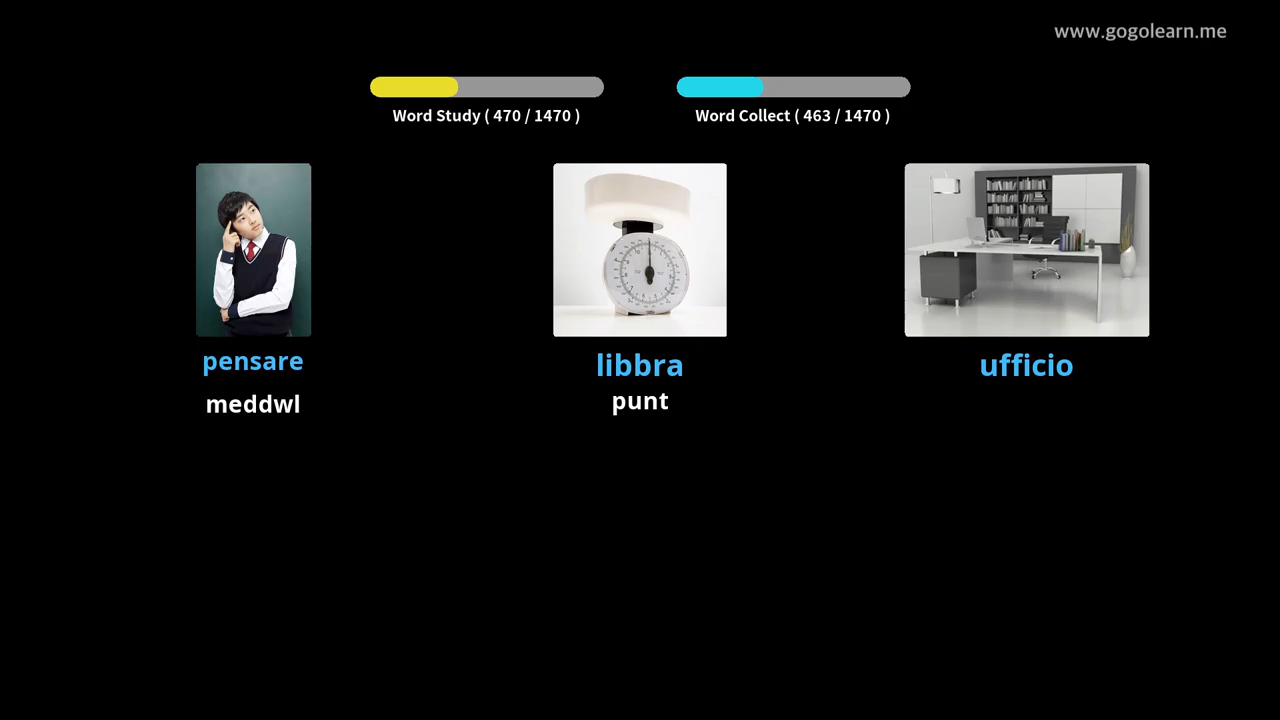 www.gogolearn.me
Word Study ( 470 / 1470 )
Word Collect ( 463 / 1470 )
pensare
meddwl
libbra
punt
ufficio